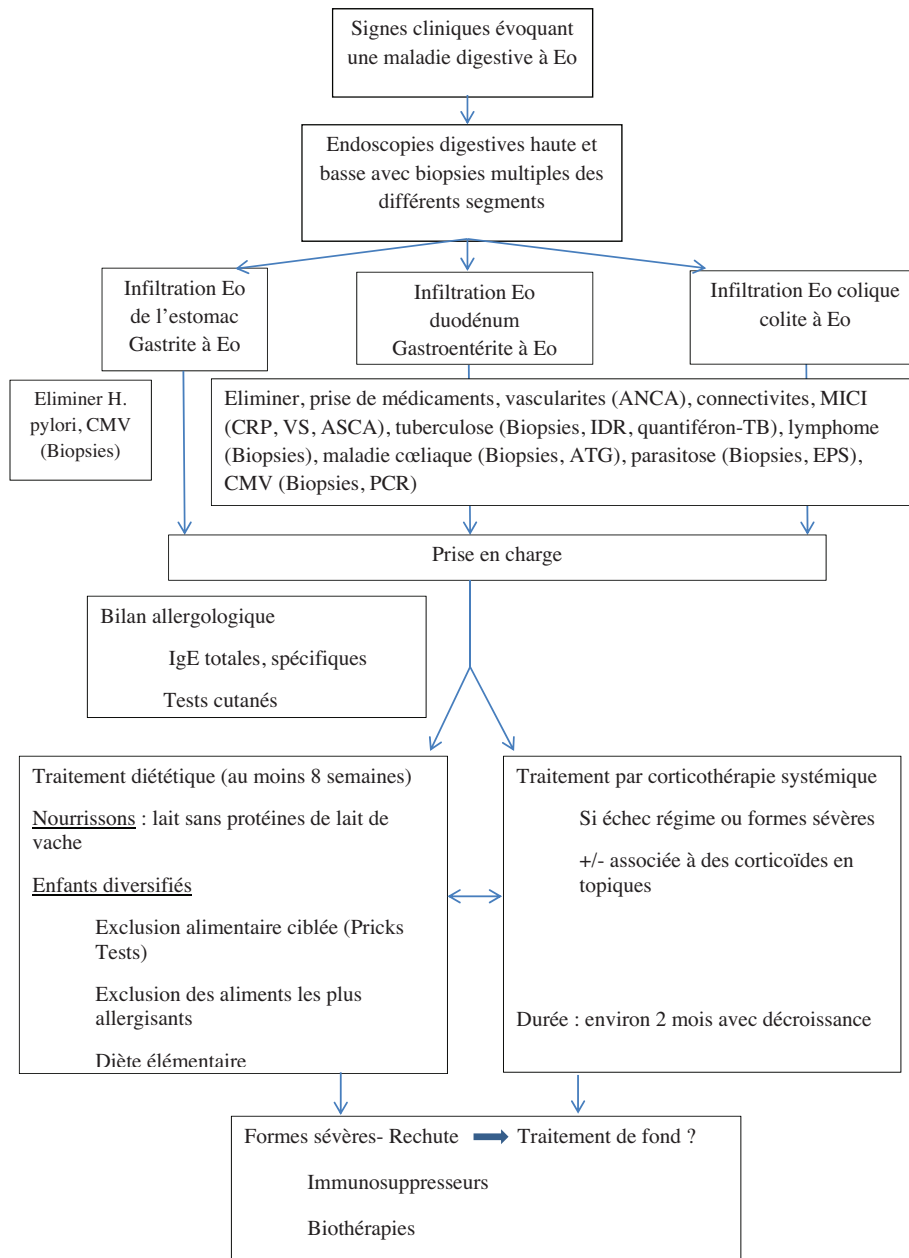 Signes cliniques évoquant
une maladie digestive à Eo
Endoscopies digestives haute et
basse avec biopsies multiples des
différents segments
Infiltration Eo
de l’estomac
Gastrite à Eo
Infiltration Eo
duodénum
Gastroentérite à Eo
Infiltration Eo colique
colite à Eo
Eliminer H.
pylori, CMV
(Biopsies)
Eliminer, prise de médicaments, vascularites (ANCA), connectivites, MICI
(CRP, VS, ASCA), tuberculose (Biopsies, IDR, quantiféron-TB), lymphome
(Biopsies), maladie cœliaque (Biopsies, ATG), parasitose (Biopsies, EPS),
CMV (Biopsies, PCR)
Prise en charge
Bilan allergologique
IgE totales, spécifiques
Tests cutanés
Traitement diététique (au moins 8 semaines)
Nourrissons : lait sans protéines de lait de
vache
Enfants diversifiés
Exclusion alimentaire ciblée (Pricks
Tests)
Exclusion des aliments les plus
allergisants
Diète élémentaire
Traitement par corticothérapie systémique
Si échec régime ou formes sévères
+/- associée à des corticoïdes en
topiques
Durée : environ 2 mois avec décroissance
Formes sévères- Rechute Traitement de fond ?
Immunosuppresseurs
Biothérapies